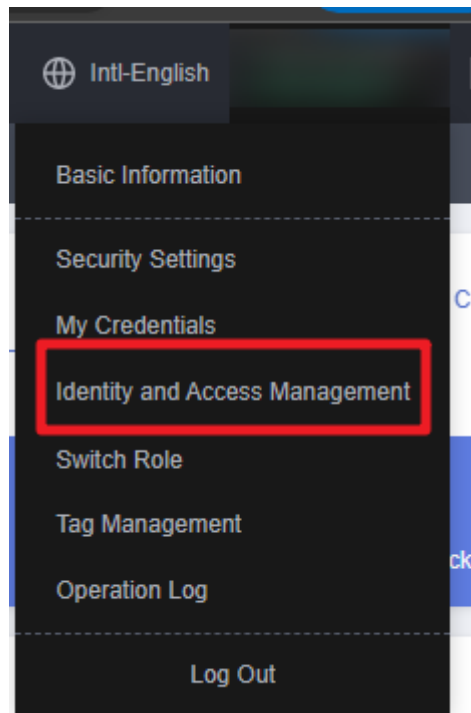 Intl-English
Basic Information
Security Settings
My Credentials
Identity and Access Management
Switch Role
Tag Management
Operation Log
Log Out